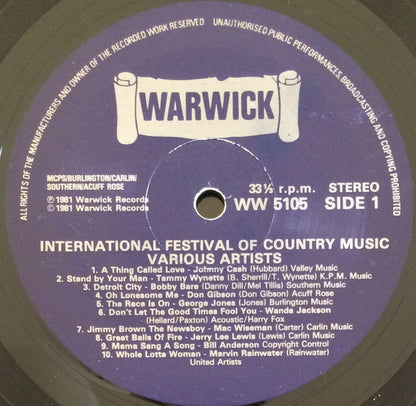 ALL RIGHTS OF THE MANUFACTURERS AND OWNER OF THE RECORDED WORK RESERVED UNAUTHORISED PUBLIC PERFORMANCES, BROADCASTING AND COPYING PROHIBITED
WARWICK
MCPS/BURLINGTON/CARLIN/
SOUTHERN/ACUFF ROSE
℗ 1981 Warwick Records
© 1981 Warwick Records
33⅓ r.p.m. STEREO
WW 5105 SIDE 1
INTERNATIONAL FESTIVAL OF COUNTRY MUSIC
VARIOUS ARTISTS
1. A Thing Called Love - Johnny Cash (Hubbard) Valley Music
2. Stand by Your Man - Tammy Wynette (B. Sherrill/T. Wynette) K.P.M. Music
3. Detroit City - Bobby Bare (Danny Dill/Mel Tillis) Southern Music
4. Oh Lonesome Me - Don Gibson (Don Gibson) Acuff Rose
5. The Race Is On - George Jones (Jones) Burlington Music
6. Don't Let The Good Times Fool You - Wanda Jackson
(Hellard/Paxton) Acoustic/Harry Fox
7. Jimmy Brown The Newsboy - Mac Wiseman (Carter) Carlin Music
8. Great Balls Of Fire - Jerry Lee Lewis (Lewis) Carlin Music
9. Mama Sang A Song - Bill Anderson Copyright Control
10. Whole Lotta Woman - Marvin Rainwater (Rainwater)
United Artists